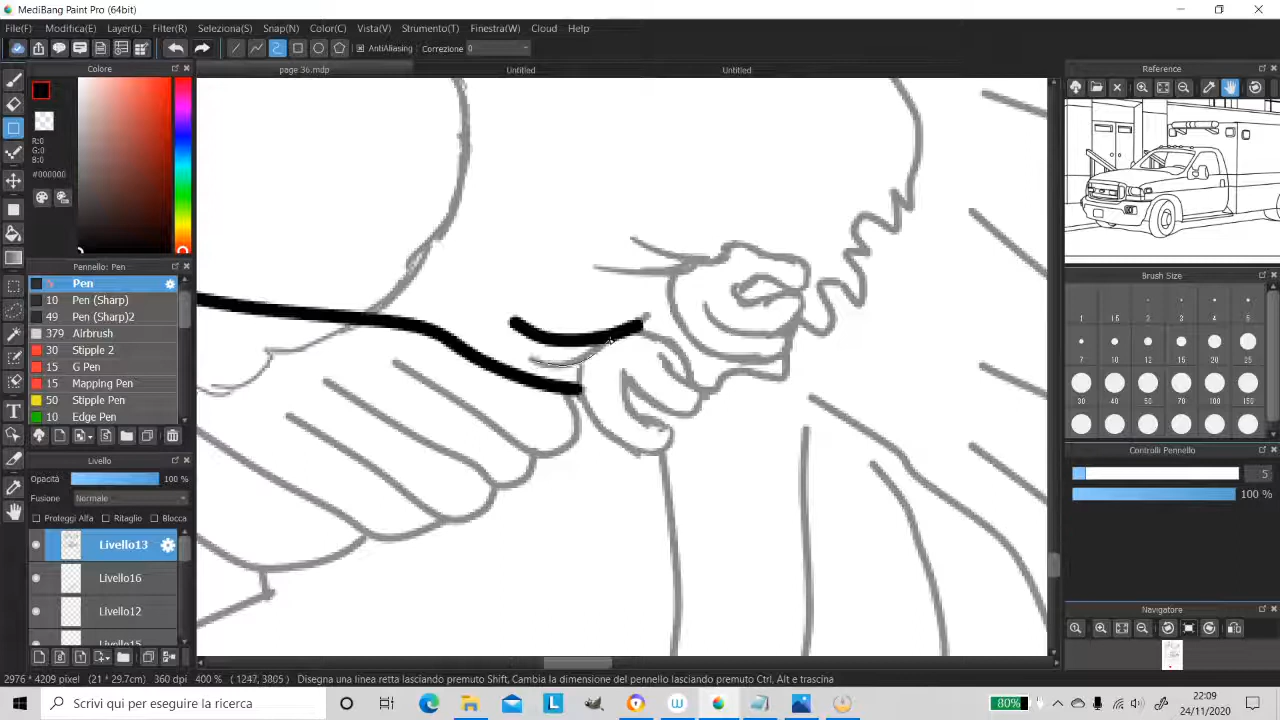 MediBang Paint Pro (64bit)
File(F) Modifica(E) Layer(L) Filter(R) Seleziona(S) Snap(N) Color(C) Vista(V) Strumento(T) Finestra(W) Cloud Help
AntiAliasing Correzione 0
Colore
page 36.mdp Untitled Untitled
Reference
R:0
G:0
B:0
#000000
Pennello: Pen
Pen
10 Pen (Sharp)
49 Pen (Sharp)2
379 Airbrush
30 Stipple 2
15 G Pen
15 Mapping Pen
50 Stipple Pen
10 Edge Pen
Brush Size
1 2 3 4 5
7 10 12 15 20
30 40 50 70 100 150
Controlli Pennello
5
100 %
Livello
Opacità 100 %
Fusione Normale
Proteggi Alfa Ritaglio Blocca
Livello13
Livello16
Livello12
Livello15
Navigatore
2976 * 4209 pixel (21 * 29.7cm) 360 dpi 400 % ( 1247, 3805 ) Disegna una linea retta lasciando premuto Shift, Cambia la dimensione del pennello lasciando premuto Ctrl, Alt e trascina
Scrivi qui per eseguire la ricerca
80%
22:09
24/11/2020